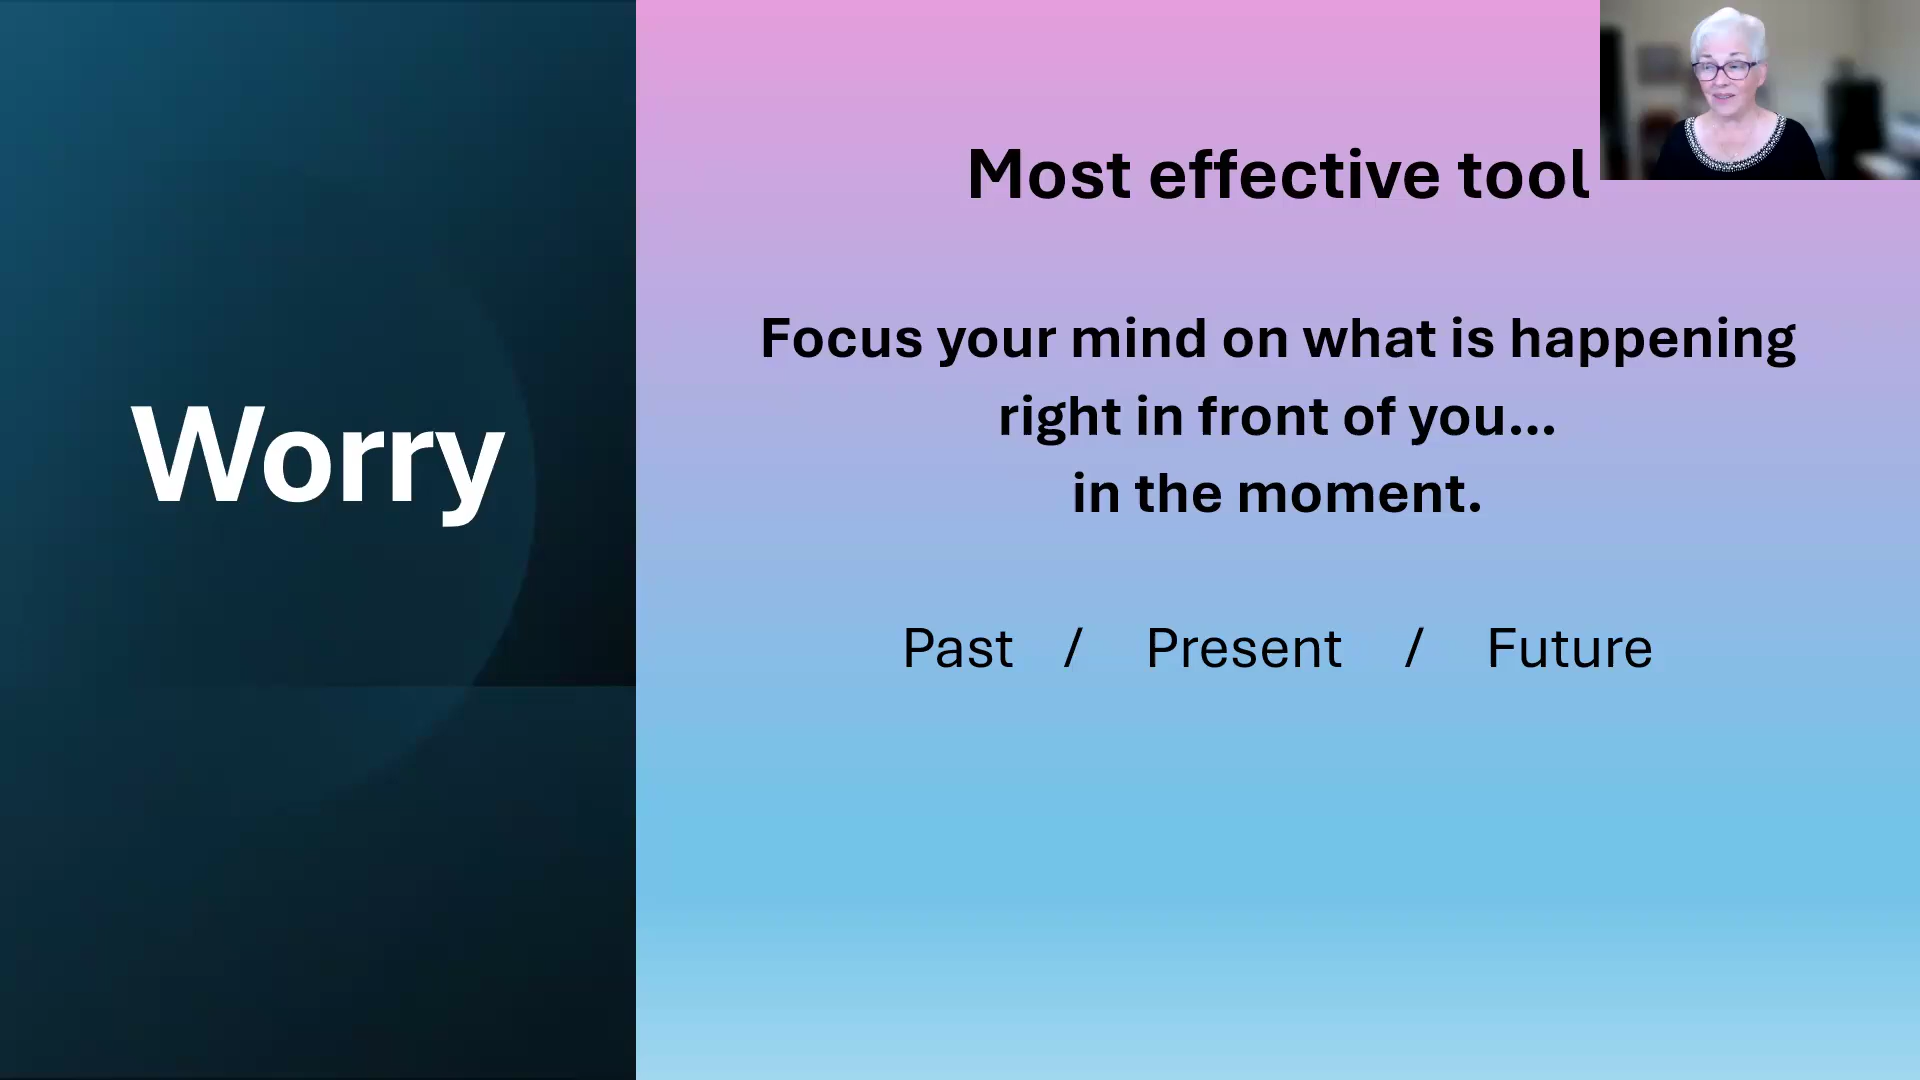 Worry
Most effective tool
Focus your mind on what is happening
right in front of you...
in the moment.
Past / Present / Future